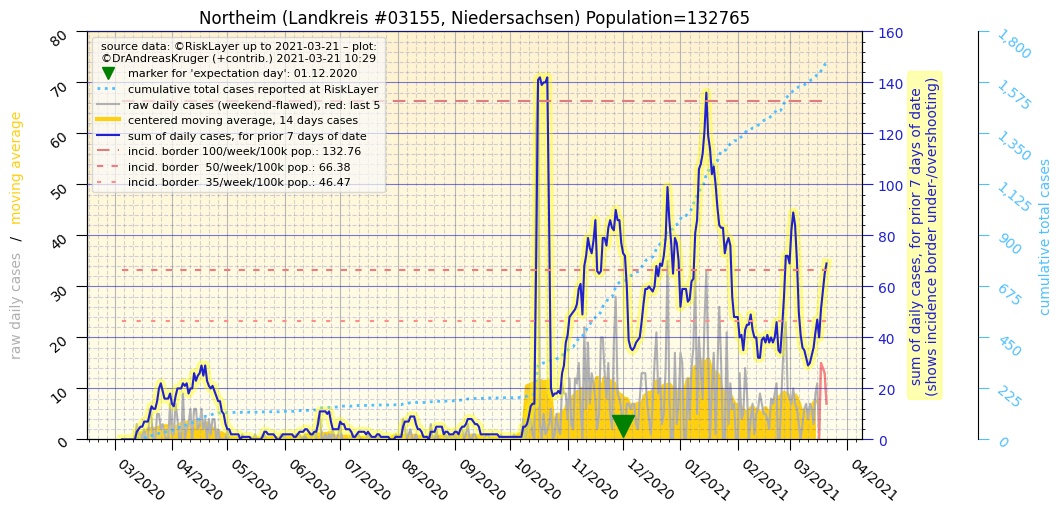 Northeim (Landkreis #03155, Niedersachsen) Population=132765
source data: ©RiskLayer up to 2021-03-21 – plot:
©DrAndreasKruger (+contrib.) 2021-03-21 10:29
marker for 'expectation day': 01.12.2020
cumulative total cases reported at RiskLayer
raw daily cases (weekend-flawed), red: last 5
centered moving average, 14 days cases
sum of daily cases, for prior 7 days of date
incid. border 100/week/100k pop.: 132.76
incid. border  50/week/100k pop.: 66.38
incid. border  35/week/100k pop.: 46.47
raw daily cases  /  moving average
80
70
60
50
40
30
20
10
0
03/2020
04/2020
05/2020
06/2020
07/2020
08/2020
09/2020
10/2020
11/2020
12/2020
01/2021
02/2021
03/2021
04/2021
160
140
120
100
80
60
40
20
0
sum of daily cases, for prior 7 days of date
(shows incidence border under-/overshooting)
1,800
1,575
1,350
1,125
900
675
450
225
0
cumulative total cases